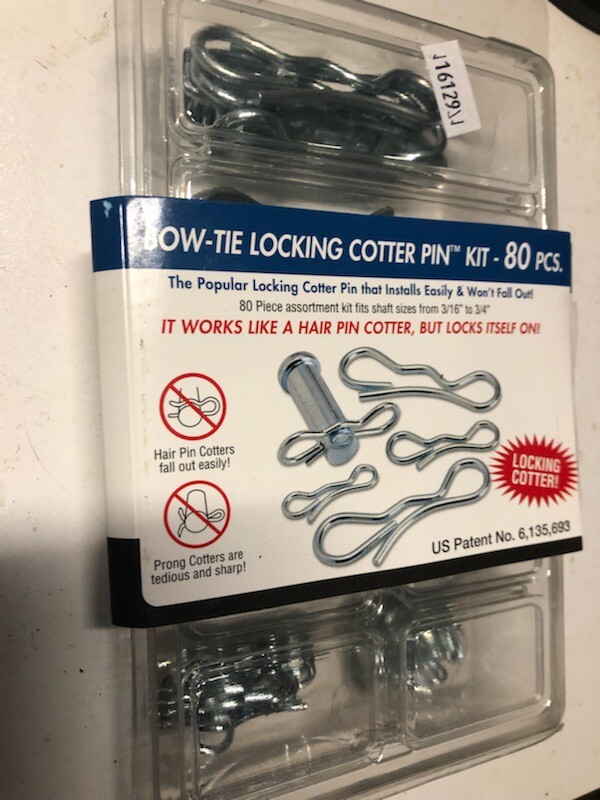 1161297
BOW-TIE LOCKING COTTER PIN™ KIT - 80 PCS.
The Popular Locking Cotter Pin that Installs Easily & Won't Fall Out!
80 Piece assortment kit fits shaft sizes from 3/16" to 3/4"
IT WORKS LIKE A HAIR PIN COTTER, BUT LOCKS ITSELF ON!
Hair Pin Cotters
fall out easily!
LOCKING
COTTER!
Prong Cotters are
tedious and sharp!
US Patent No. 6,135,693